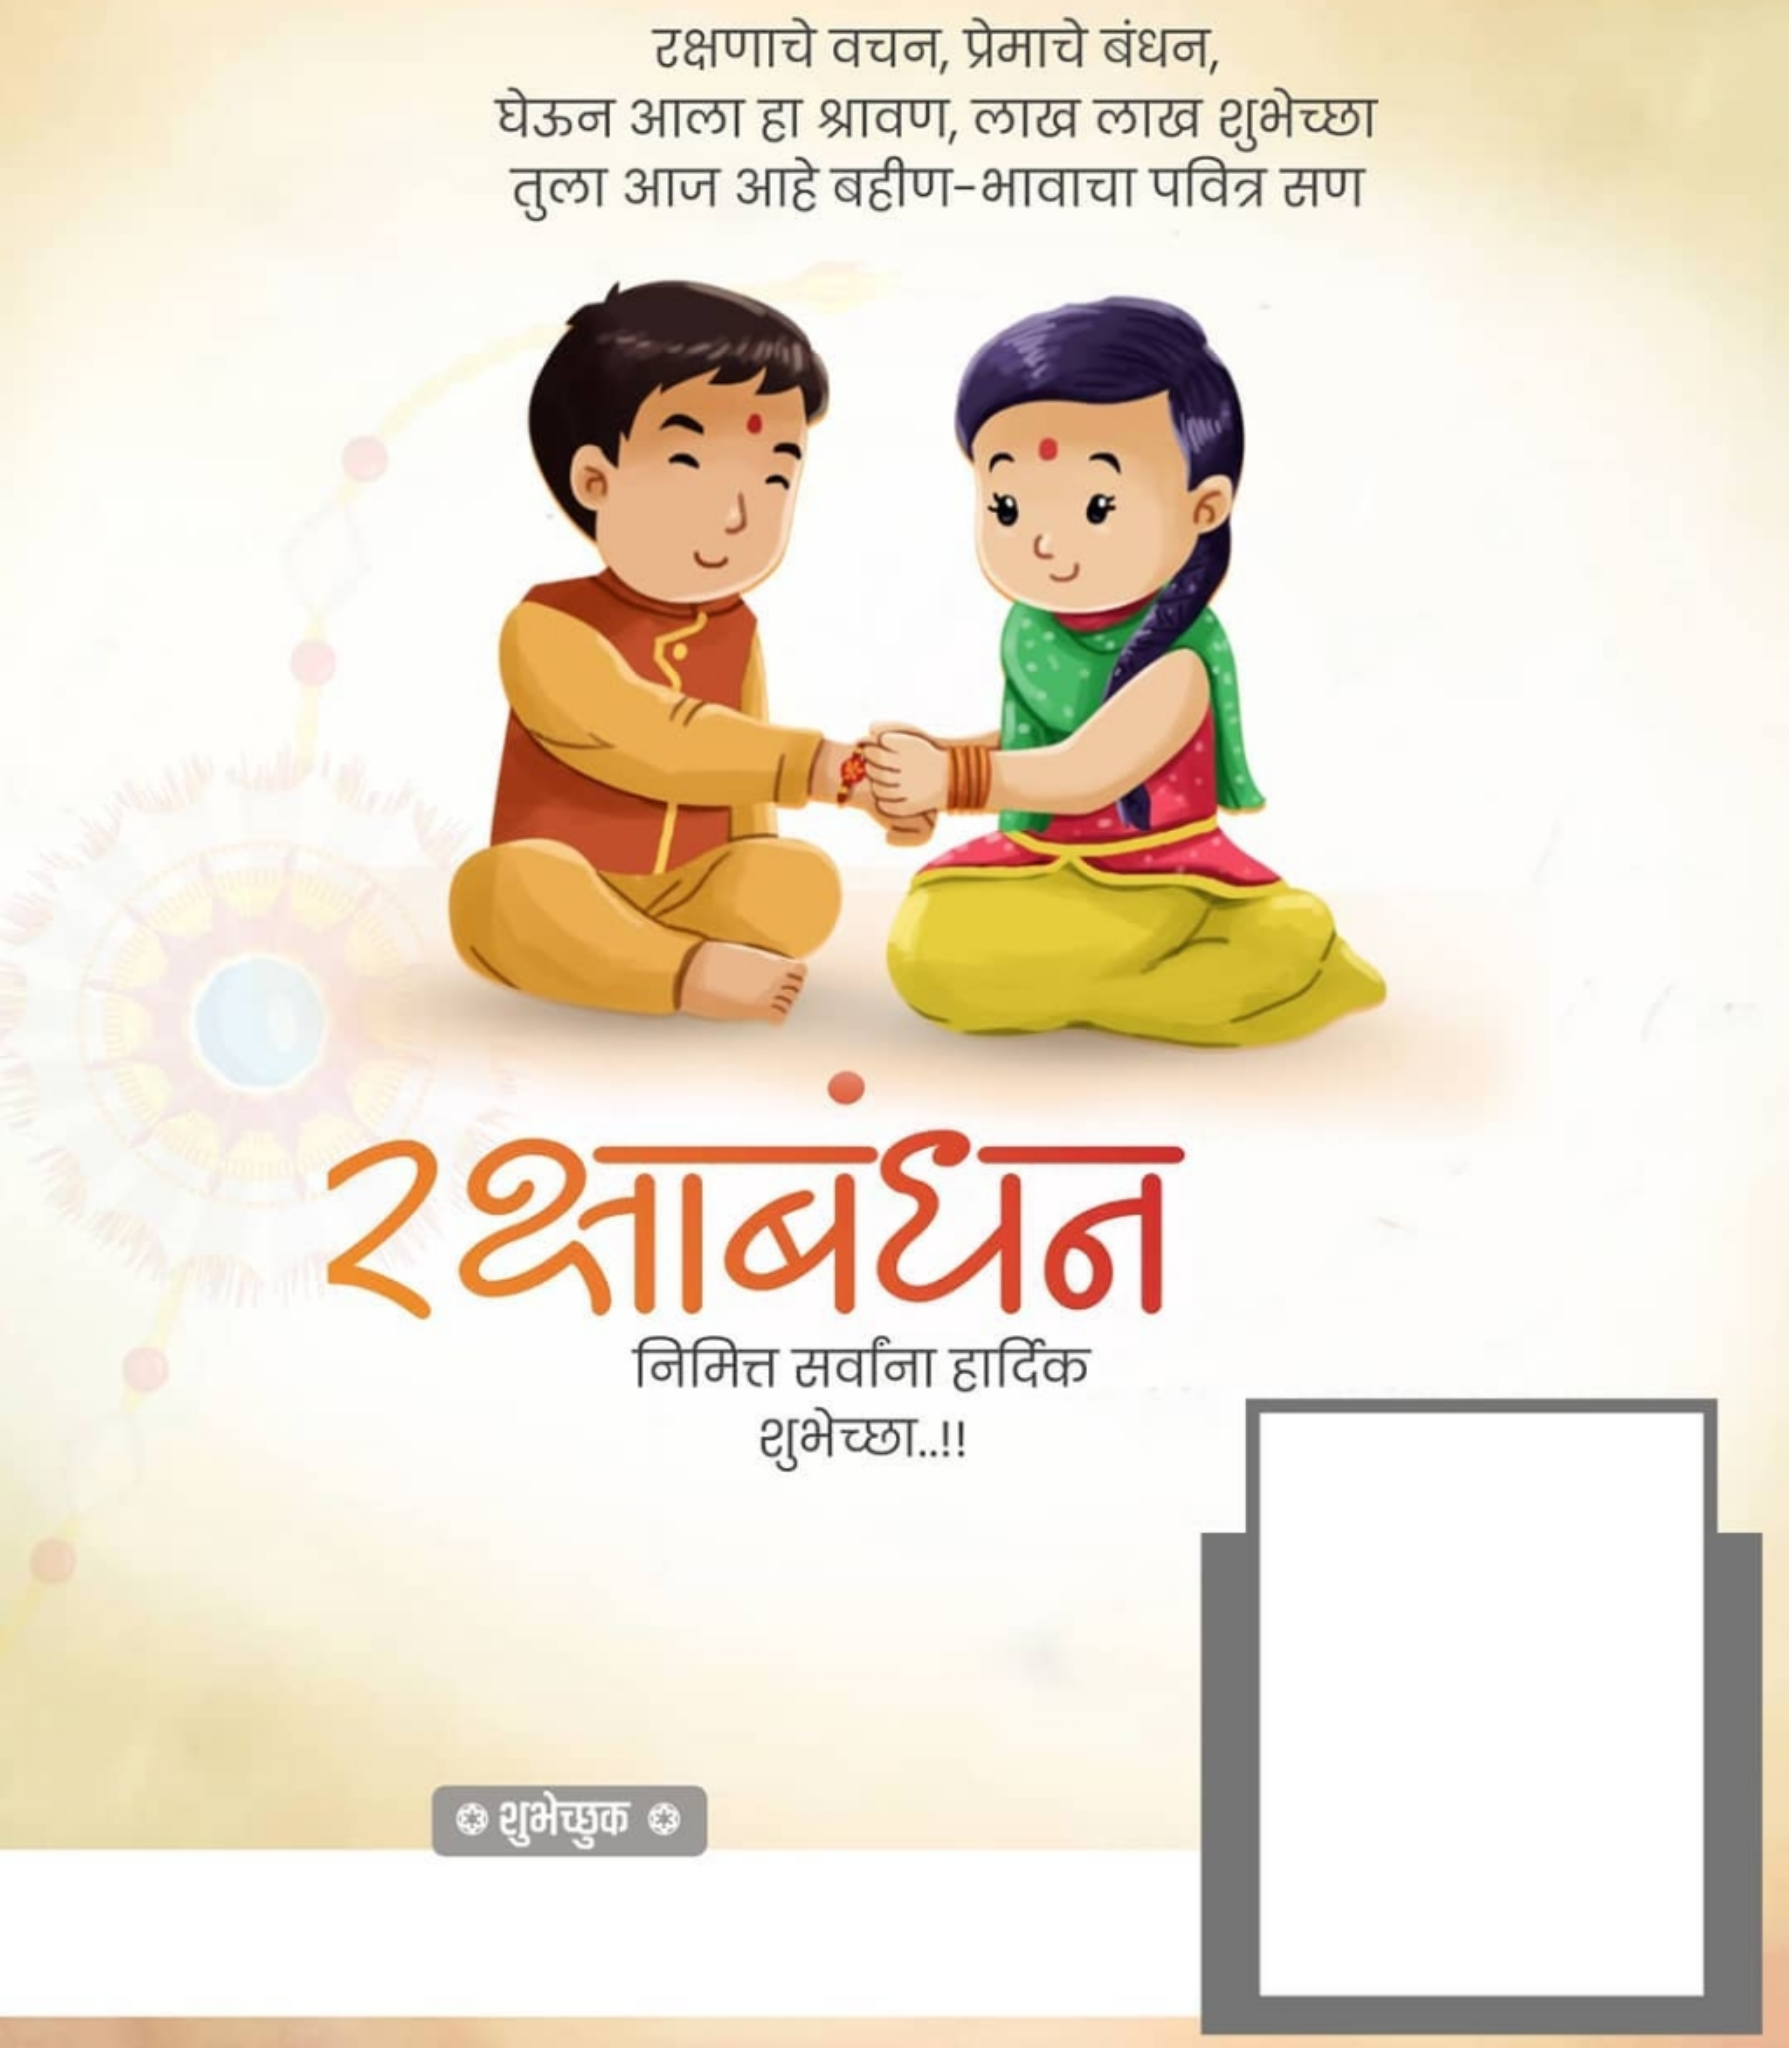 रक्षणाचे वचन, प्रेमाचे बंधन,
घेऊन आला हा श्रावण, लाख लाख शुभेच्छा
तुला आज आहे बहीण-भावाचा पवित्र सण
रक्षाबंधन
निमित्त सर्वांना हार्दिक
शुभेच्छा..!!
शुभेच्छुक